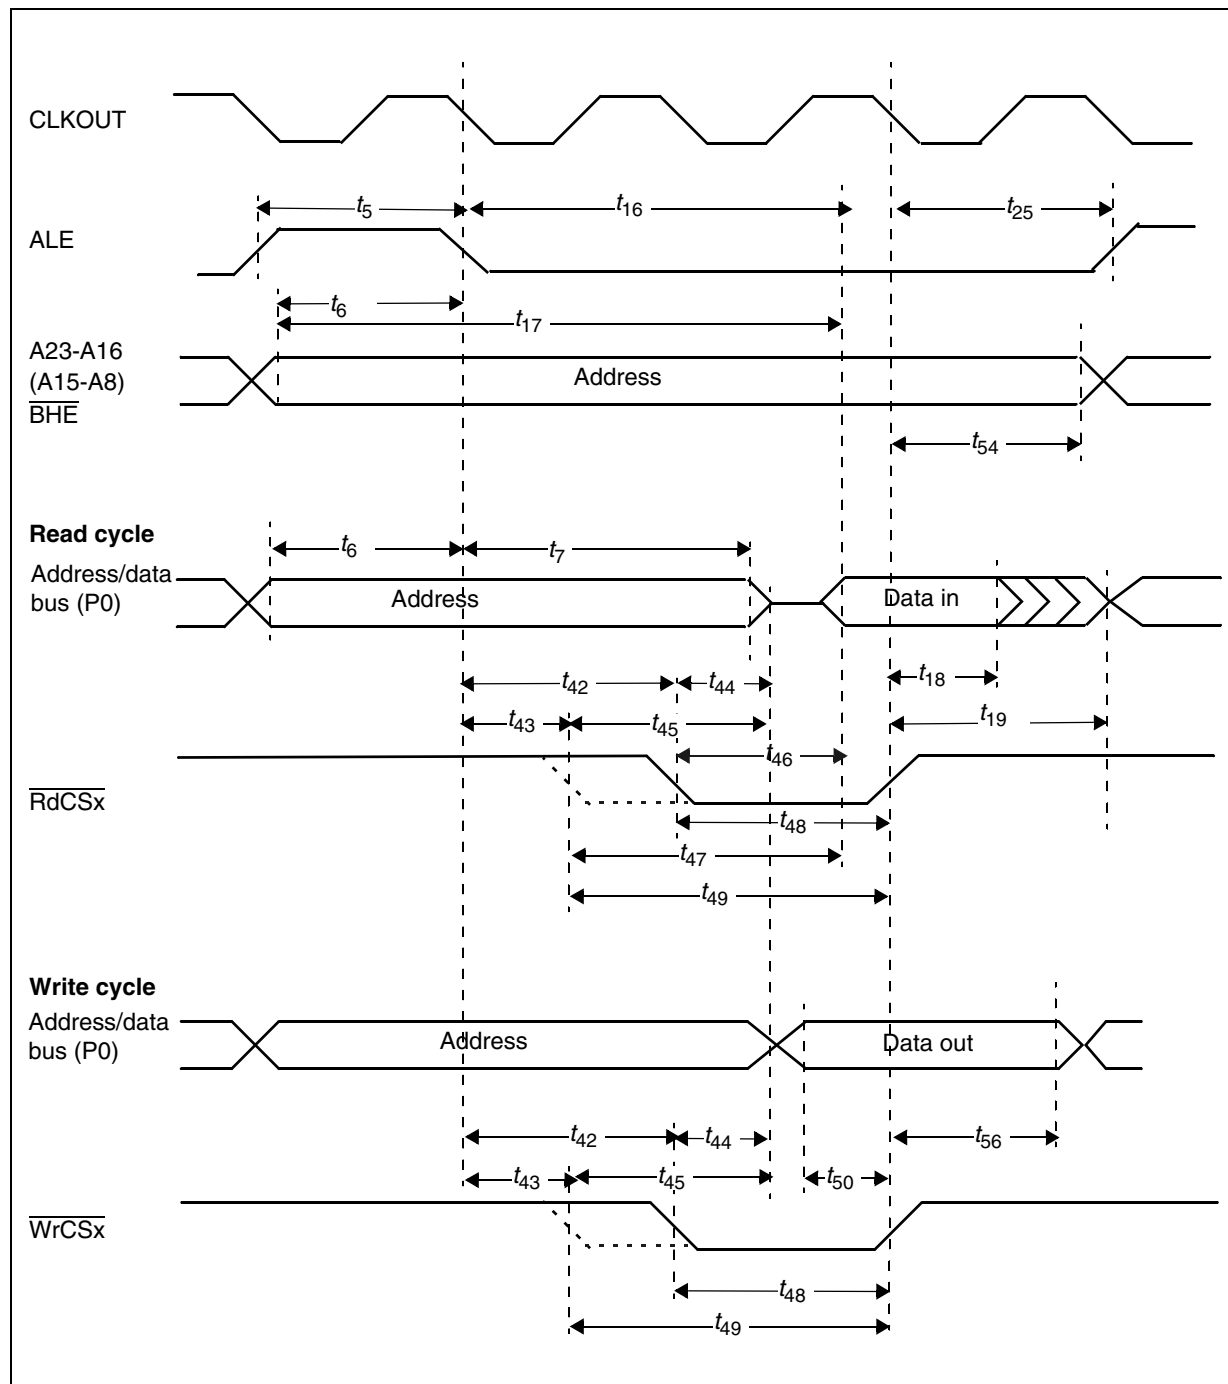 CLKOUT
t5
t16
t25
ALE
t6
t17
A23-A16
(A15-A8)
BHE
Address
t54
Read cycle
t6
t7
Address/data
bus (P0)
Address
Data in
t42
t44
t18
t43
t45
t19
t46
RdCSx
t48
t47
t49
Write cycle
Address/data
bus (P0)
Address
Data out
t42
t44
t56
t43
t45
t50
WrCSx
t48
t49